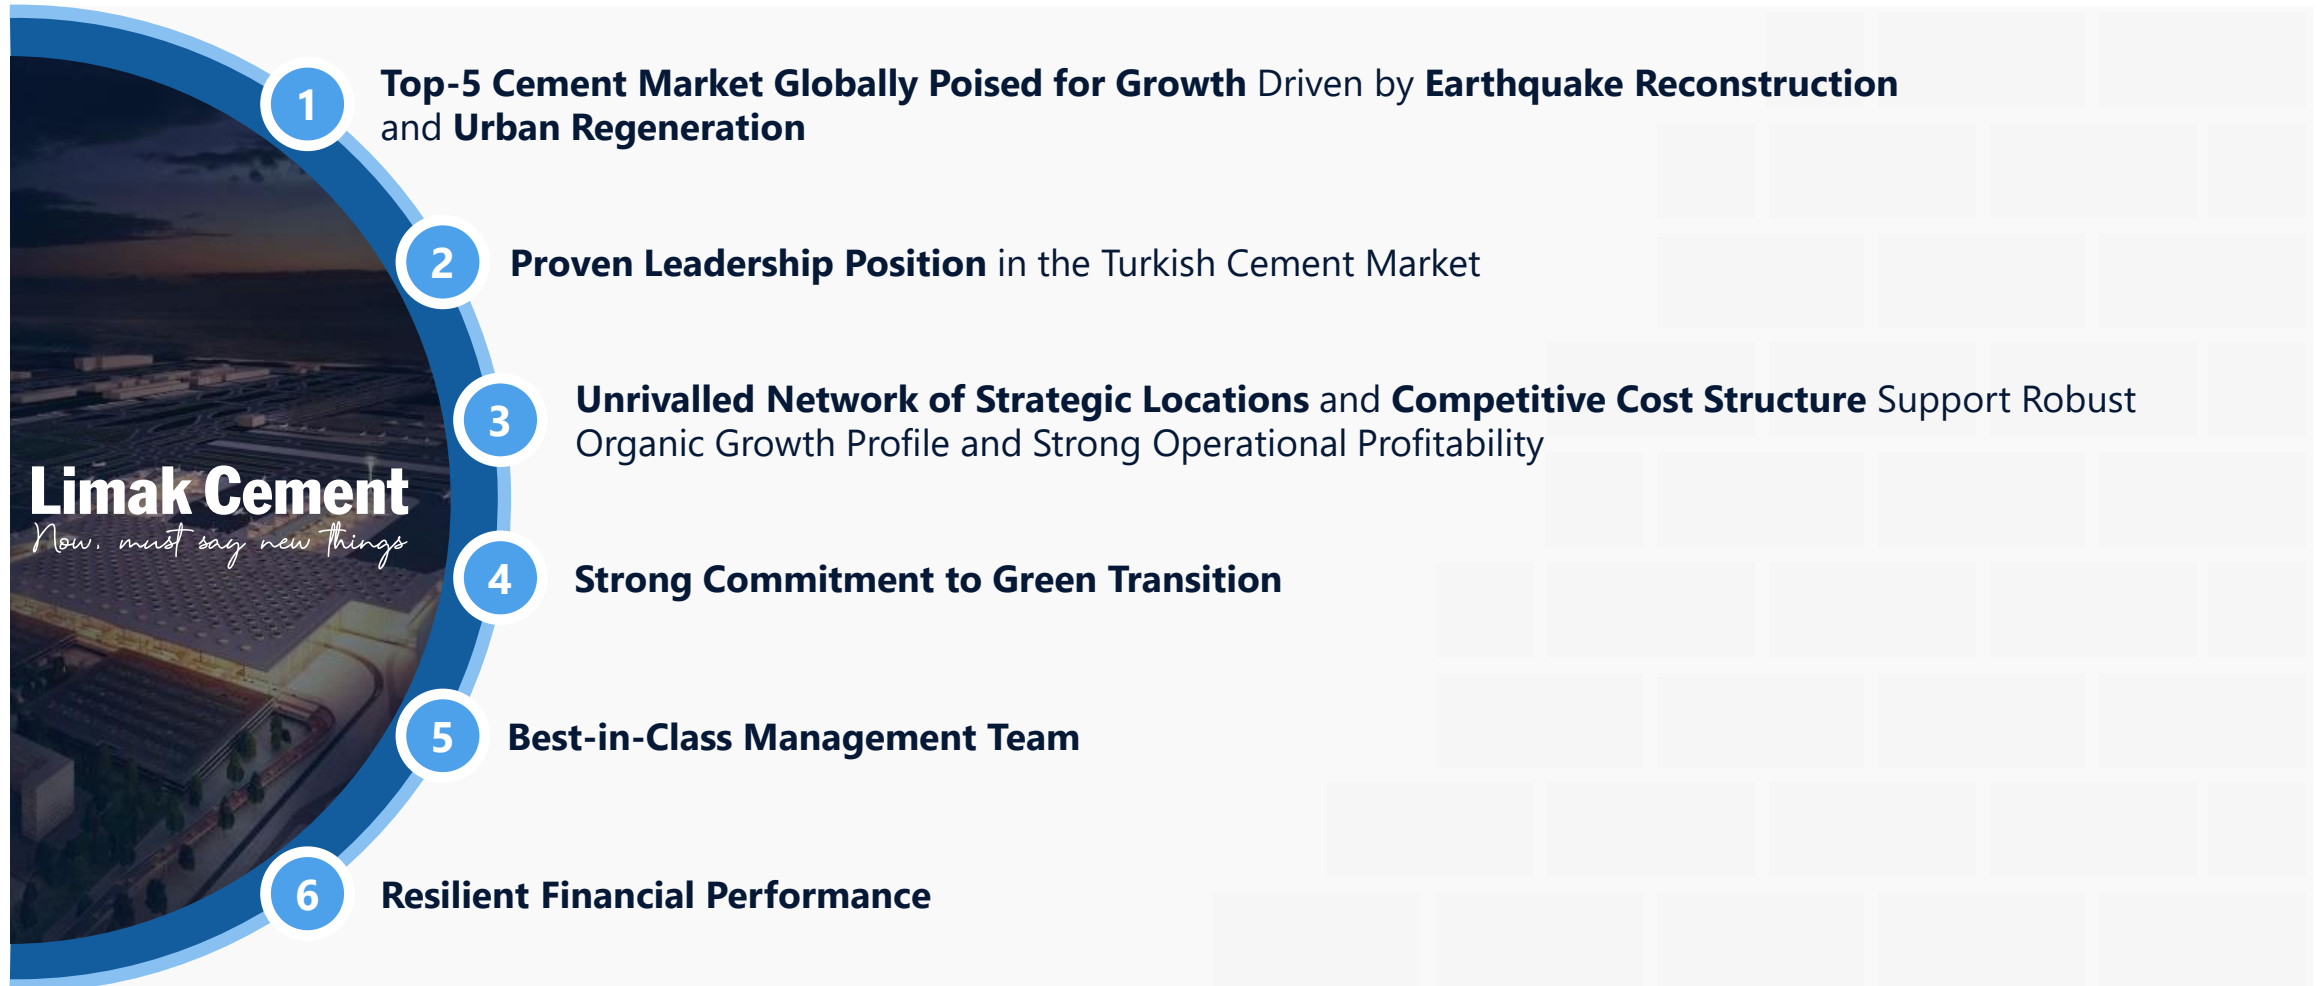 1
Top-5 Cement Market Globally Poised for Growth Driven by Earthquake Reconstruction
and Urban Regeneration
2
Proven Leadership Position in the Turkish Cement Market
3
Unrivalled Network of Strategic Locations and Competitive Cost Structure Support Robust
Organic Growth Profile and Strong Operational Profitability
Limak Cement
Now, must say new things
4
Strong Commitment to Green Transition
5
Best-in-Class Management Team
6
Resilient Financial Performance